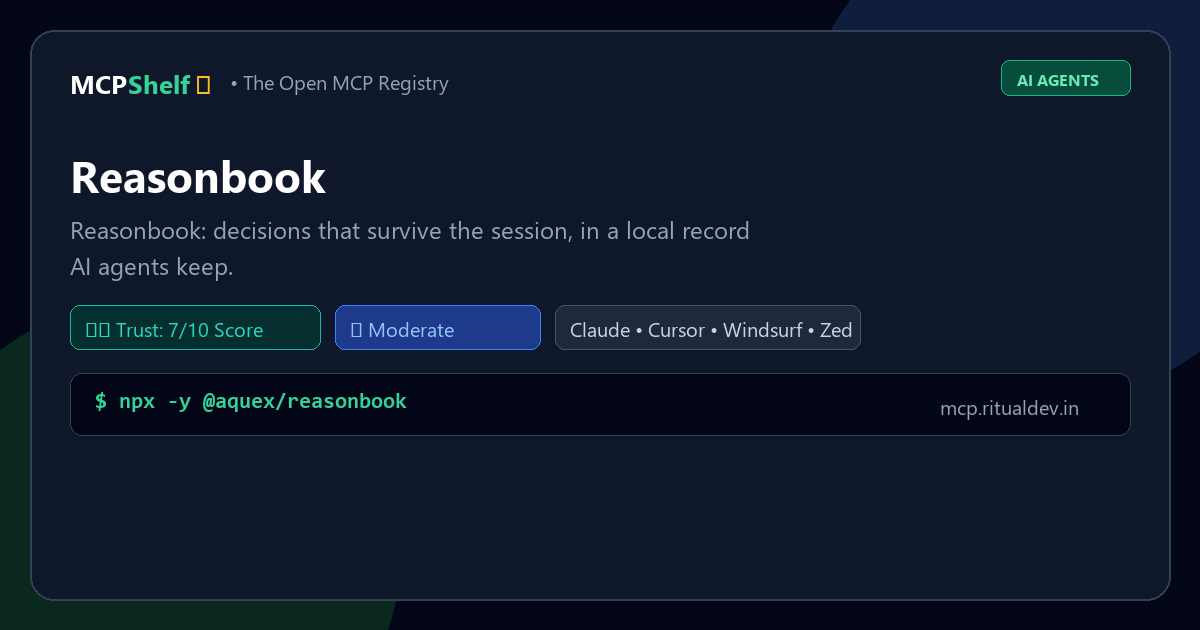 MCPShelf • The Open MCP Registry
AI AGENTS
Reasonbook
Reasonbook: decisions that survive the session, in a local record
AI agents keep.
Trust: 7/10 Score
Moderate
Claude • Cursor • Windsurf • Zed
$ npx -y @aquex/reasonbook
mcp.ritualdev.in